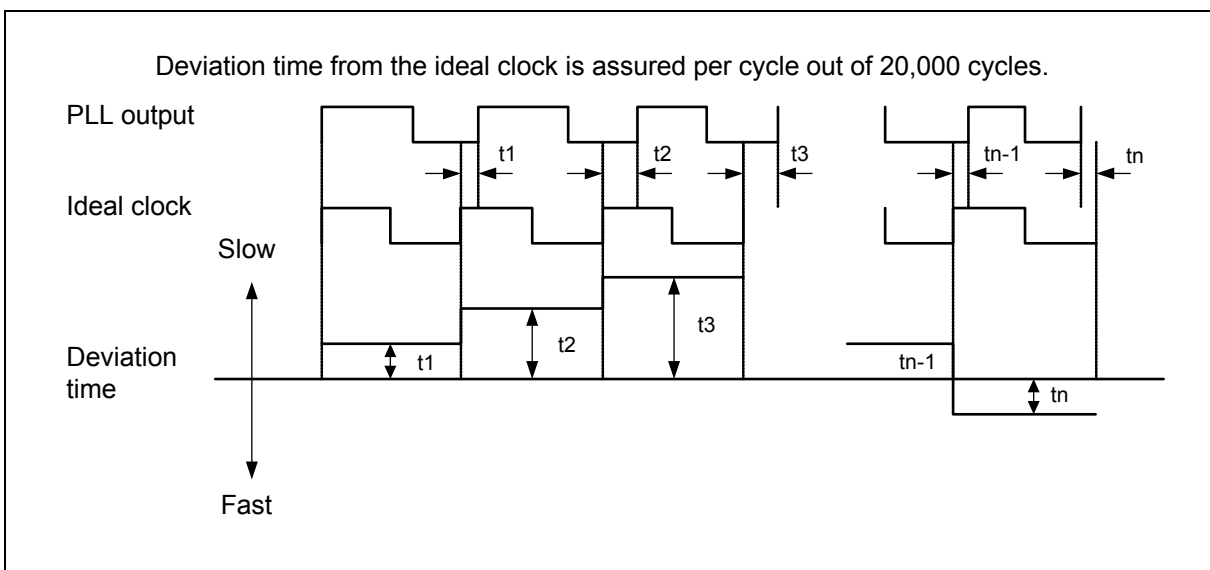 Deviation time from the ideal clock is assured per cycle out of 20,000 cycles.
PLL output
t1
t2
t3
tn-1
tn
Ideal clock
Slow
Deviation
time
t1
t2
t3
tn-1
tn
Fast